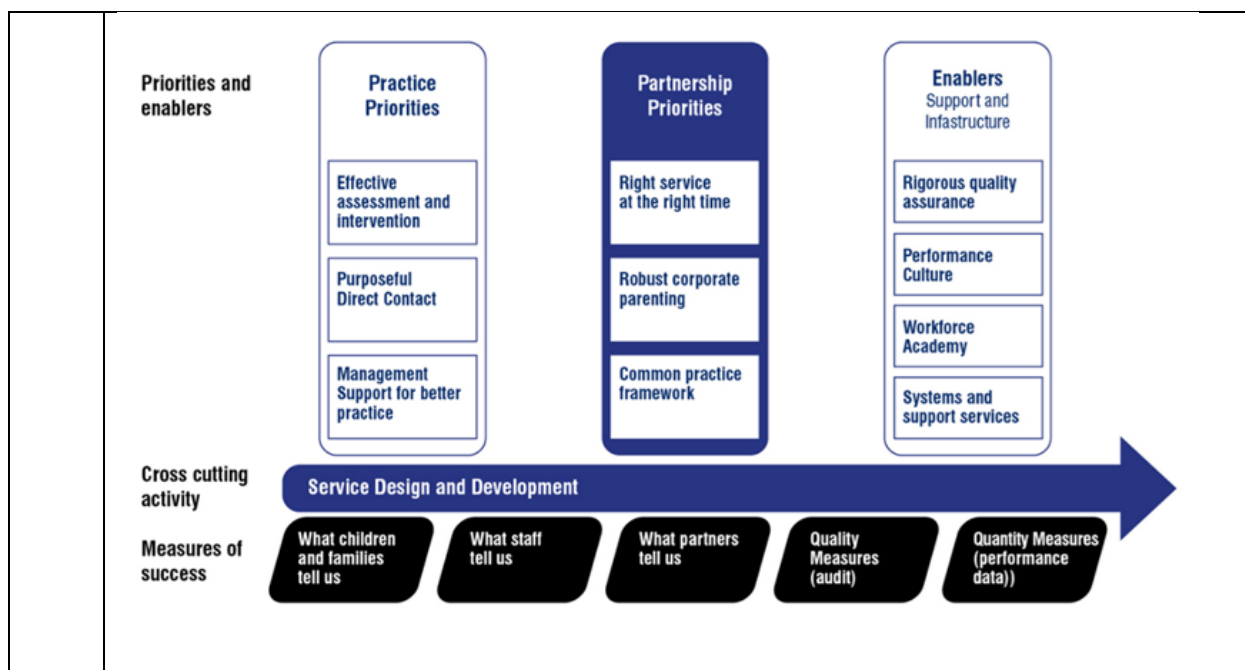 Priorities and
enablers
Practice
Priorities
Effective
assessment and
intervention
Purposeful
Direct Contact
Management
Support for better
practice
Partnership
Priorities
Right service
at the right time
Robust corporate
parenting
Common practice
framework
Enablers
Support and
Infastructure
Rigorous quality
assurance
Performance
Culture
Workforce
Academy
Systems and
support services
Cross cutting
activity
Service Design and Development
Measures of
success
What children
and families
tell us
What staff
tell us
What partners
tell us
Quality
Measures
(audit)
Quantity Measures
(performance
data))